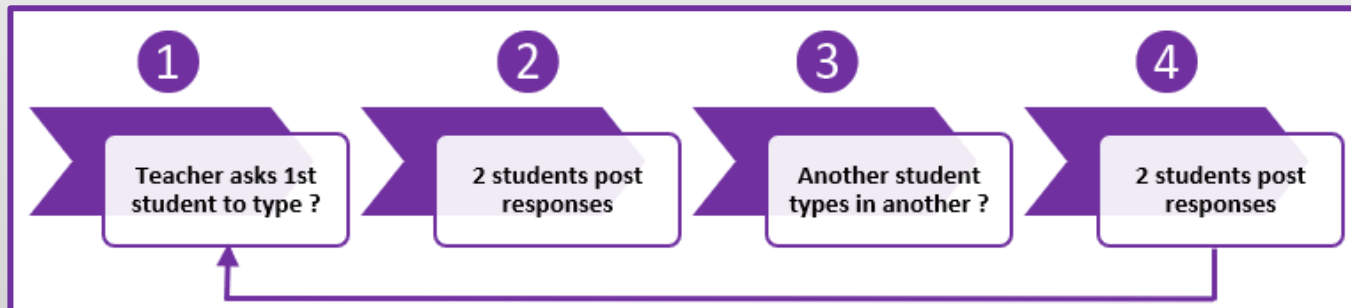 1
2
3
4
Teacher asks 1st
student to type ?
2 students post
responses
Another student
types in another ?
2 students post
responses